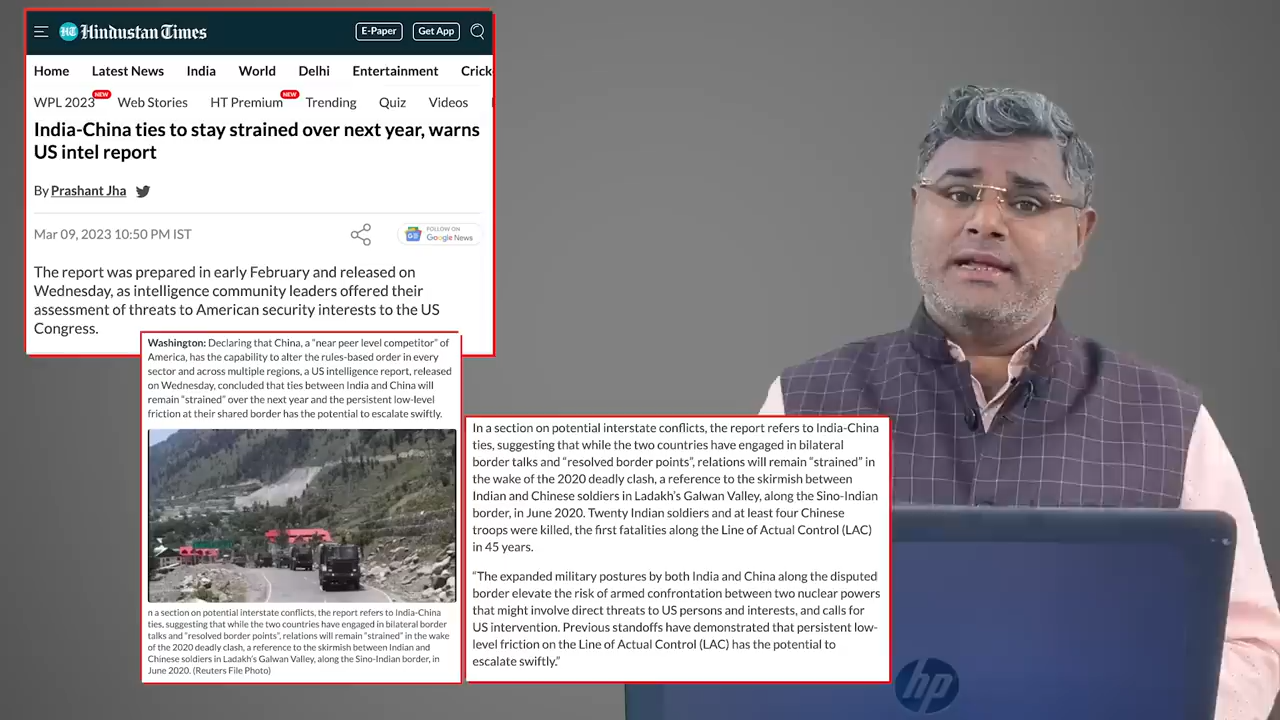 Hindustan Times
E-Paper
Get App
Home Latest News India World Delhi Entertainment Crick
WPL 2023 NEW Web Stories HT Premium NEW Trending Quiz Videos
India-China ties to stay strained over next year, warns
US intel report
By Prashant Jha
Mar 09, 2023 10:50 PM IST
FOLLOW ON
Google News
The report was prepared in early February and released on
Wednesday, as intelligence community leaders offered their
assessment of threats to American security interests to the US
Congress.
Washington: Declaring that China, a “near peer level competitor” of
America, has the capability to alter the rules-based order in every
sector and across multiple regions, a US intelligence report, released
on Wednesday, concluded that ties between India and China will
remain “strained” over the next year and the persistent low-level
friction at their shared border has the potential to escalate swiftly.
n a section on potential interstate conflicts, the report refers to India-China
ties, suggesting that while the two countries have engaged in bilateral border
talks and “resolved border points”, relations will remain “strained” in the wake
of the 2020 deadly clash, a reference to the skirmish between Indian and
Chinese soldiers in Ladakh’s Galwan Valley, along the Sino-Indian border, in
June 2020. (Reuters File Photo)
In a section on potential interstate conflicts, the report refers to India-China
ties, suggesting that while the two countries have engaged in bilateral
border talks and “resolved border points”, relations will remain “strained” in
the wake of the 2020 deadly clash, a reference to the skirmish between
Indian and Chinese soldiers in Ladakh’s Galwan Valley, along the Sino-Indian
border, in June 2020. Twenty Indian soldiers and at least four Chinese
troops were killed, the first fatalities along the Line of Actual Control (LAC)
in 45 years.
“The expanded military postures by both India and China along the disputed
border elevate the risk of armed confrontation between two nuclear powers
that might involve direct threats to US persons and interests, and calls for
US intervention. Previous standoffs have demonstrated that persistent low-
level friction on the Line of Actual Control (LAC) has the potential to
escalate swiftly.”
hp